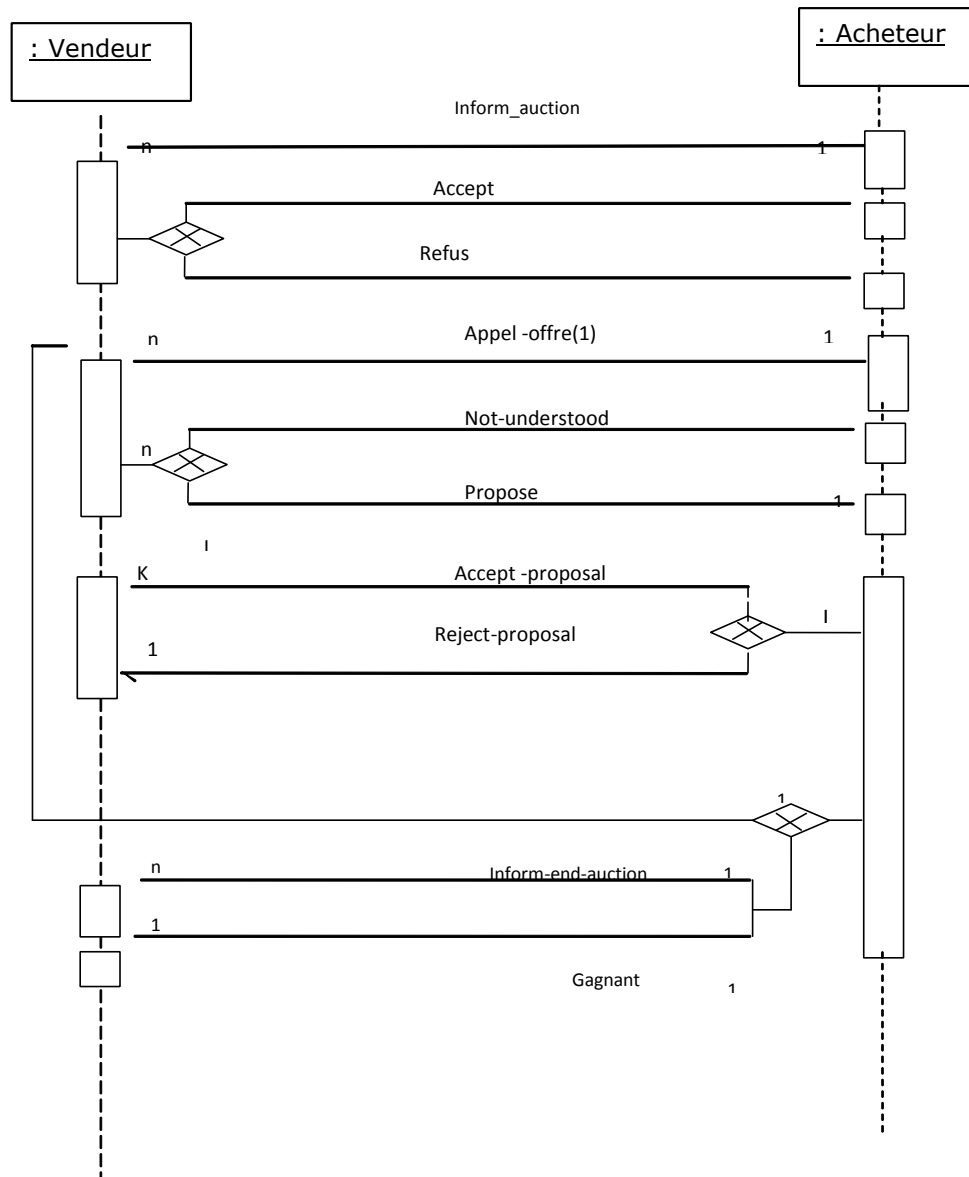 : Vendeur
: Acheteur
Inform_auction
n
1
Accept
Refus
n
Appel -offre(1)
1
Not-understood
n
Propose
1
I
K
Accept -proposal
I
Reject-proposal
1
1
n
Inform-end-auction
1
1
Gagnant
1